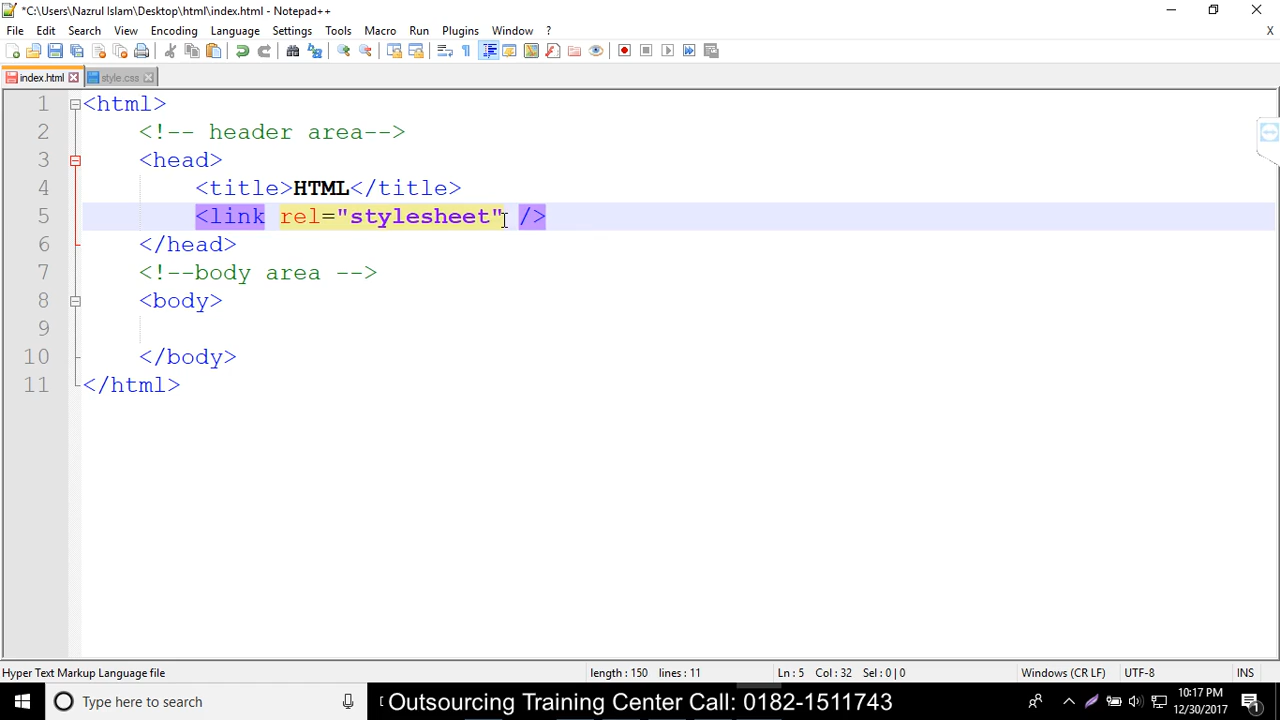 *C:\Users\Nazrul Islam\Desktop\html\index.html - Notepad++
File Edit Search View Encoding Language Settings Tools Macro Run Plugins Window ? X
index.html style.css
1 <html>
2 <!-- header area-->
3 <head>
4 <title>HTML</title>
5 <link rel="stylesheet" />
6 </head>
7 <!--body area -->
8 <body>
9
10 </body>
11 </html>
Hyper Text Markup Language file length : 150 lines : 11 Ln : 5 Col : 32 Sel : 0 | 0 Windows (CR LF) UTF-8 INS
Type here to search [ Outsourcing Training Center Call: 0182-1511743 10:17 PM
12/30/2017 1